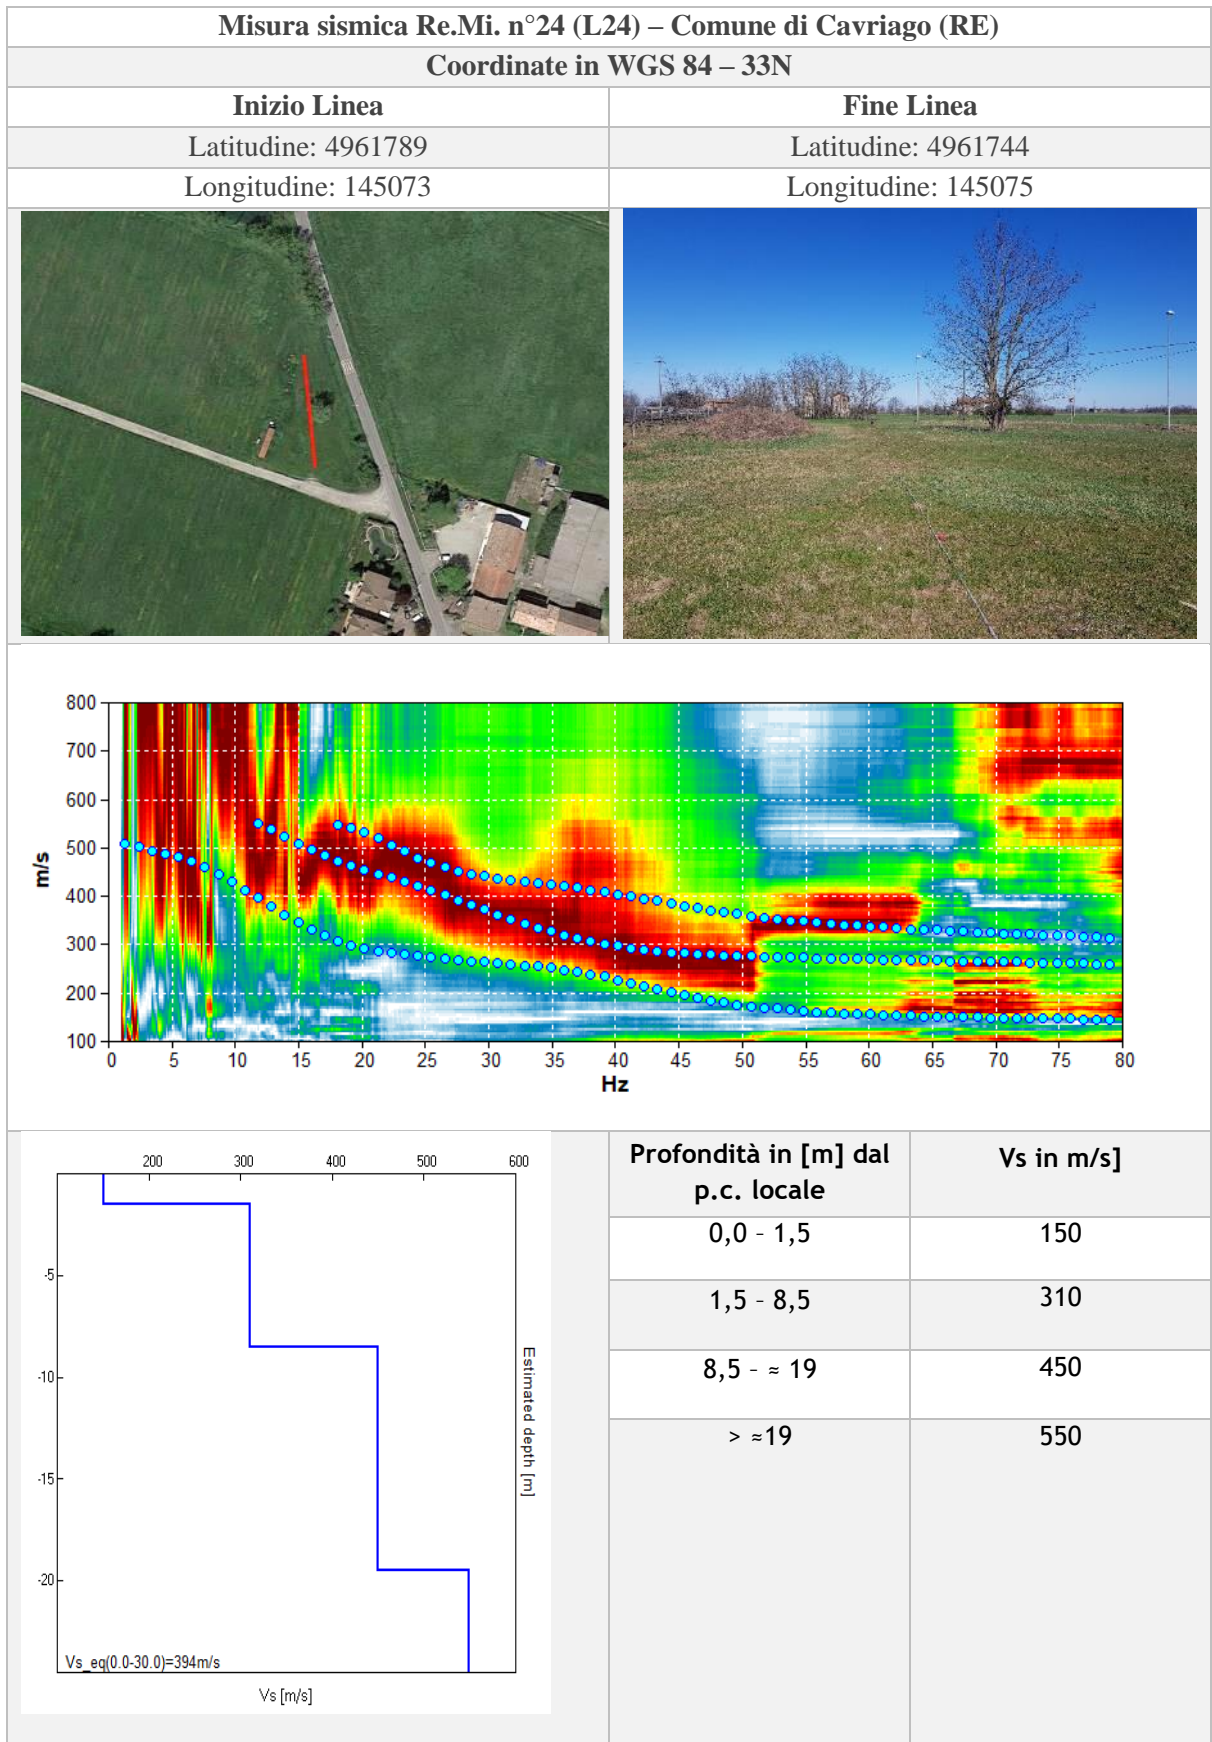 Misura sismica Re.Mi. n°24 (L24) – Comune di Cavriago (RE)
Coordinate in WGS 84 – 33N
Inizio Linea
Fine Linea
Latitudine: 4961789
Latitudine: 4961744
Longitudine: 145073
Longitudine: 145075
800
700
600
500
400
300
200
100
m/s
0 5 10 15 20 25 30 35 40 45 50 55 60 65 70 75 80
Hz
200 300 400 500 600
-5
-10
-15
-20
Estimated depth [m]
Vs_eq(0.0-30.0)=394m/s
Vs [m/s]
Profondità in [m] dal
p.c. locale
Vs in m/s]
0,0 – 1,5
150
1,5 – 8,5
310
8,5 – ≈ 19
450
> ≈19
550